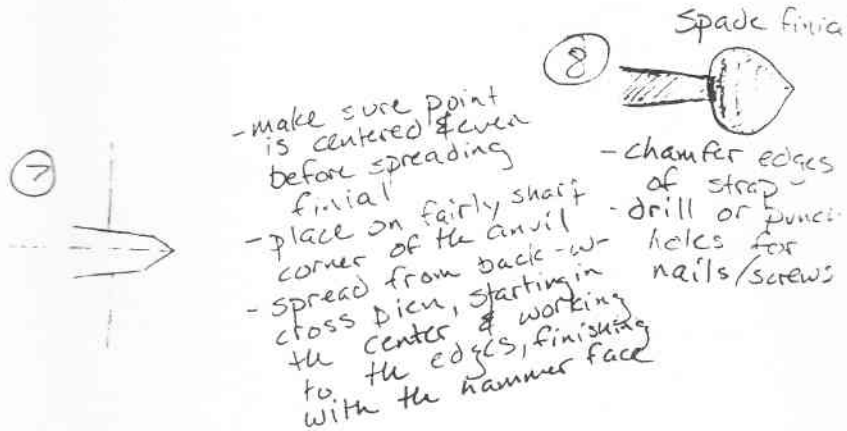 7
- make sure point
is centered & even
before spreading
finial
- place on fairly sharp
corner of the anvil
- spread from back -w-
cross pien, starting in
the center & working
to the edges, finishing
with the hammer face
8
Spade finia
- chamfer edges
of strap -
- drill or punc
holes for
nails/screws